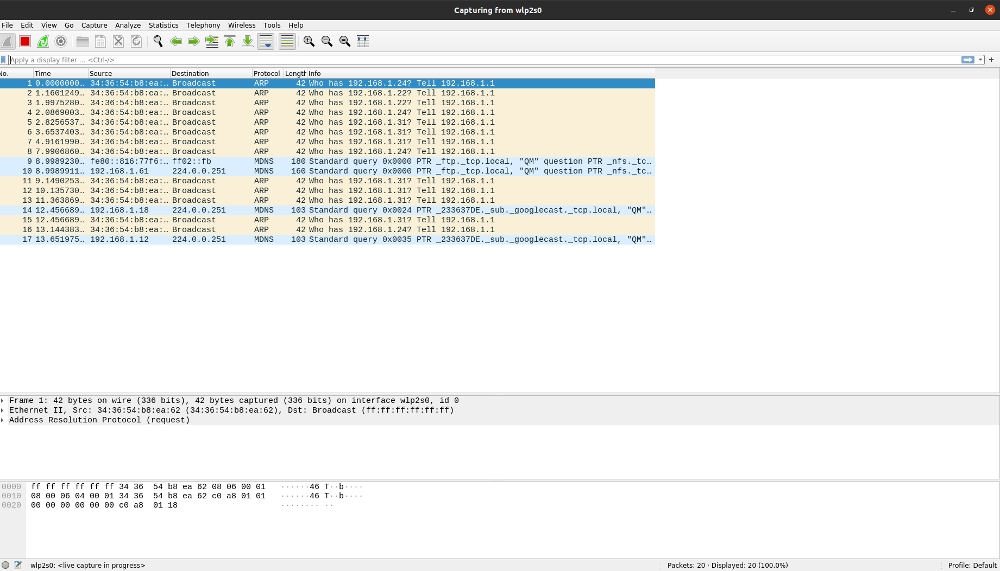 Capturing from wlp2s0
File Edit View Go Capture Analyze Statistics Telephony Wireless Tools Help
Apply a display filter … <Ctrl-/>
No. Time Source Destination Protocol Length Info
1 0.0000000… 34:36:54:b8:ea:… Broadcast ARP 42 Who has 192.168.1.24? Tell 192.168.1.1
2 1.1601249… 34:36:54:b8:ea:… Broadcast ARP 42 Who has 192.168.1.22? Tell 192.168.1.1
3 1.9975280… 34:36:54:b8:ea:… Broadcast ARP 42 Who has 192.168.1.22? Tell 192.168.1.1
4 2.0869003… 34:36:54:b8:ea:… Broadcast ARP 42 Who has 192.168.1.24? Tell 192.168.1.1
5 2.8256537… 34:36:54:b8:ea:… Broadcast ARP 42 Who has 192.168.1.31? Tell 192.168.1.1
6 3.6537403… 34:36:54:b8:ea:… Broadcast ARP 42 Who has 192.168.1.31? Tell 192.168.1.1
7 4.9161990… 34:36:54:b8:ea:… Broadcast ARP 42 Who has 192.168.1.31? Tell 192.168.1.1
8 7.9906860… 34:36:54:b8:ea:… Broadcast ARP 42 Who has 192.168.1.24? Tell 192.168.1.1
9 8.9989230… fe80::816:77f6:… ff02::fb MDNS 180 Standard query 0x0000 PTR _ftp._tcp.local, "QM" question PTR _nfs._tc…
10 8.9989911… 192.168.1.61 224.0.0.251 MDNS 160 Standard query 0x0000 PTR _ftp._tcp.local, "QM" question PTR _nfs._tc…
11 9.1490253… 34:36:54:b8:ea:… Broadcast ARP 42 Who has 192.168.1.31? Tell 192.168.1.1
12 10.135730… 34:36:54:b8:ea:… Broadcast ARP 42 Who has 192.168.1.31? Tell 192.168.1.1
13 11.363869… 34:36:54:b8:ea:… Broadcast ARP 42 Who has 192.168.1.31? Tell 192.168.1.1
14 12.456689… 192.168.1.18 224.0.0.251 MDNS 103 Standard query 0x0024 PTR _233637DE._sub._googlecast._tcp.local, "QM"…
15 12.456689… 34:36:54:b8:ea:… Broadcast ARP 42 Who has 192.168.1.31? Tell 192.168.1.1
16 13.144383… 34:36:54:b8:ea:… Broadcast ARP 42 Who has 192.168.1.24? Tell 192.168.1.1
17 13.651975… 192.168.1.12 224.0.0.251 MDNS 103 Standard query 0x0035 PTR _233637DE._sub._googlecast._tcp.local, "QM"…
Frame 1: 42 bytes on wire (336 bits), 42 bytes captured (336 bits) on interface wlp2s0, id 0
Ethernet II, Src: 34:36:54:b8:ea:62 (34:36:54:b8:ea:62), Dst: Broadcast (ff:ff:ff:ff:ff:ff)
Address Resolution Protocol (request)
0000 ff ff ff ff ff ff 34 36 54 b8 ea 62 08 06 00 01 ······46 T··b····
0010 08 00 06 04 00 01 34 36 54 b8 ea 62 c0 a8 01 01 ······46 T··b····
0020 00 00 00 00 00 00 c0 a8 01 18 ········ ··
wlp2s0: <live capture in progress>
Packets: 20 · Displayed: 20 (100.0%)
Profile: Default